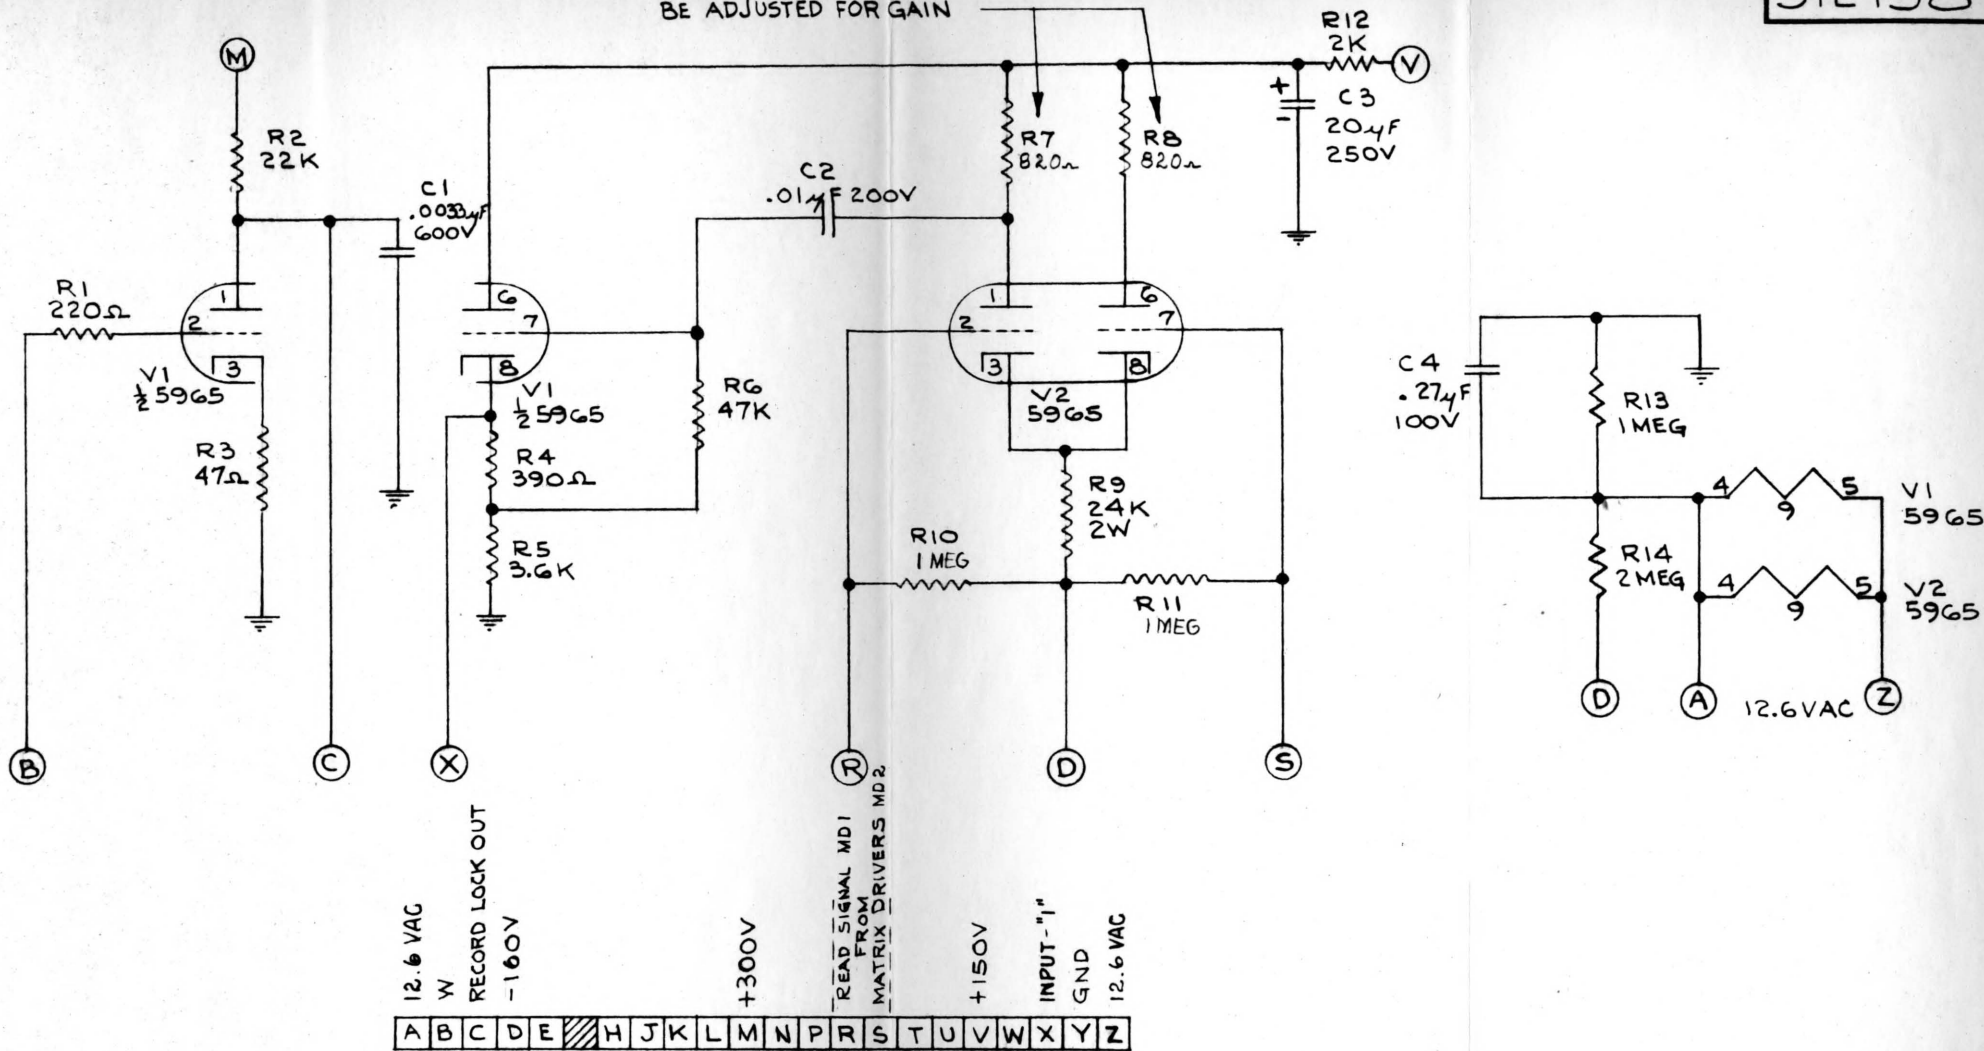 BE ADJUSTED FOR GAIN
M
R2
22K
C1
.0033µF
600V
R1
220Ω
1
2
3
V1
½ 5965
R3
47Ω
6
7
8
V1
½ 5965
R4
390Ω
R5
3.6K
R6
47K
C2
.01µF 200V
R7
820Ω
R8
820Ω
R12
2K
V
+
-
C3
20µF
250V
1
2
3
6
7
8
V2
5965
R9
24K
2W
R10
1 MEG
R11
1 MEG
C4
.27µF
100V
R13
1 MEG
R14
2 MEG
4
9
5
V1
5965
4
9
5
V2
5965
D
A
12.6 VAC
Z
B
C
X
R
D
S
12.6 VAC
W
RECORD LOCK OUT
-160V
+300V
READ SIGNAL MD1
FROM
MATRIX DRIVERS MD2
+150V
INPUT-"1"
GND
12.6 VAC
A B C D E H J K L M N P R S T U V W X Y Z